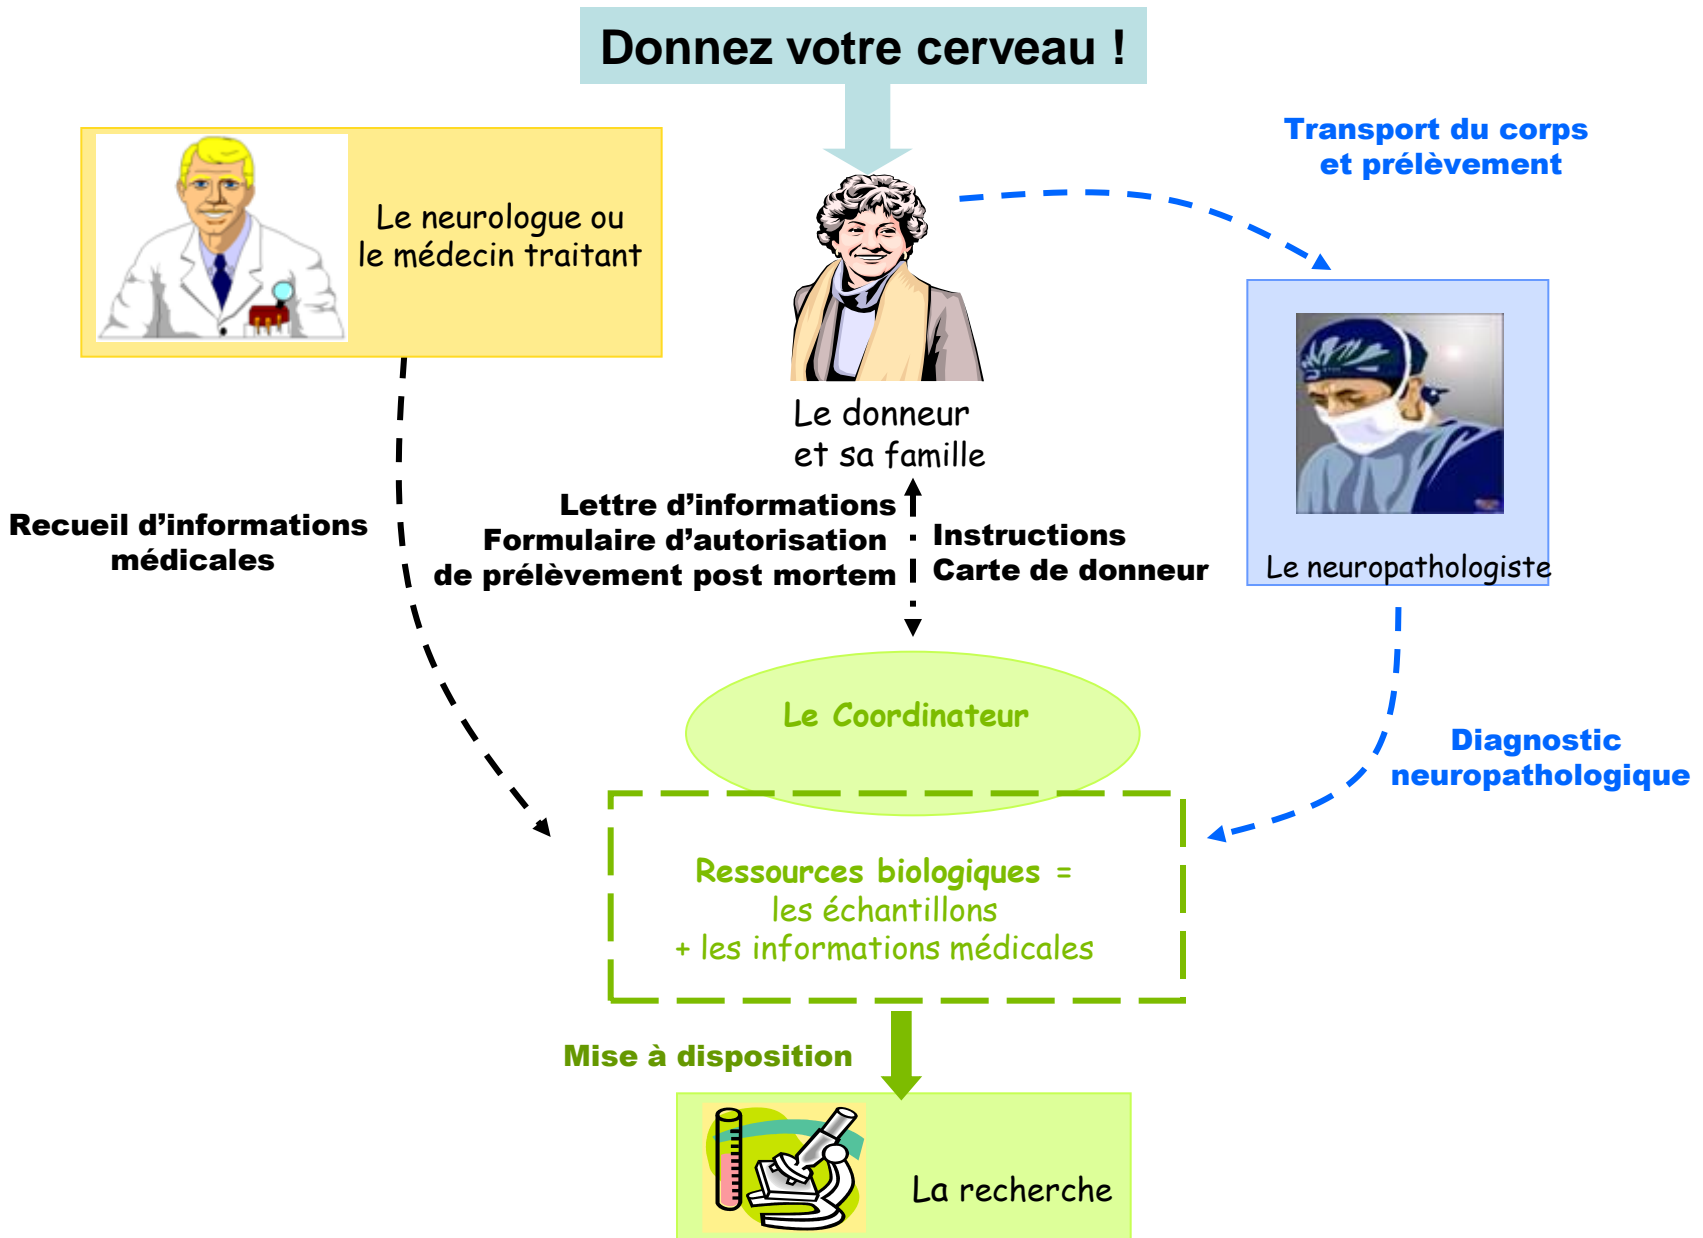 Donnez votre cerveau !
Transport du corps
et prélèvement
Le neurologue ou
le médecin traitant
Le donneur
et sa famille
Le neuropathologiste
Recueil d'informations
médicales
Lettre d'informations
Formulaire d'autorisation
de prélèvement post mortem
Instructions
Carte de donneur
Le Coordinateur
Diagnostic
neuropathologique
Ressources biologiques =
les échantillons
+ les informations médicales
Mise à disposition
La recherche